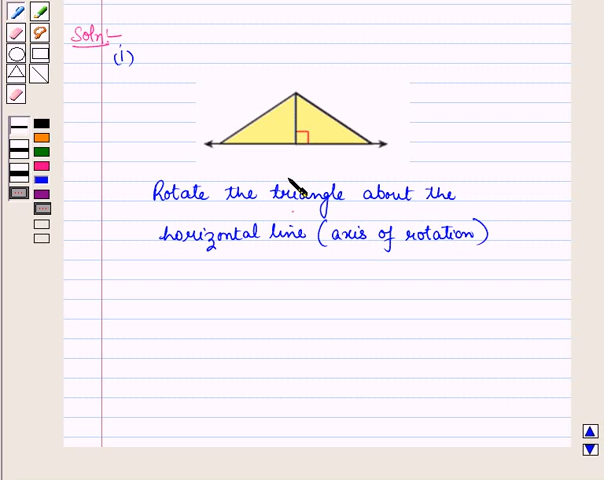 Soln:-
(i)
Rotate the triangle about the
horizontal line (axis of rotation)